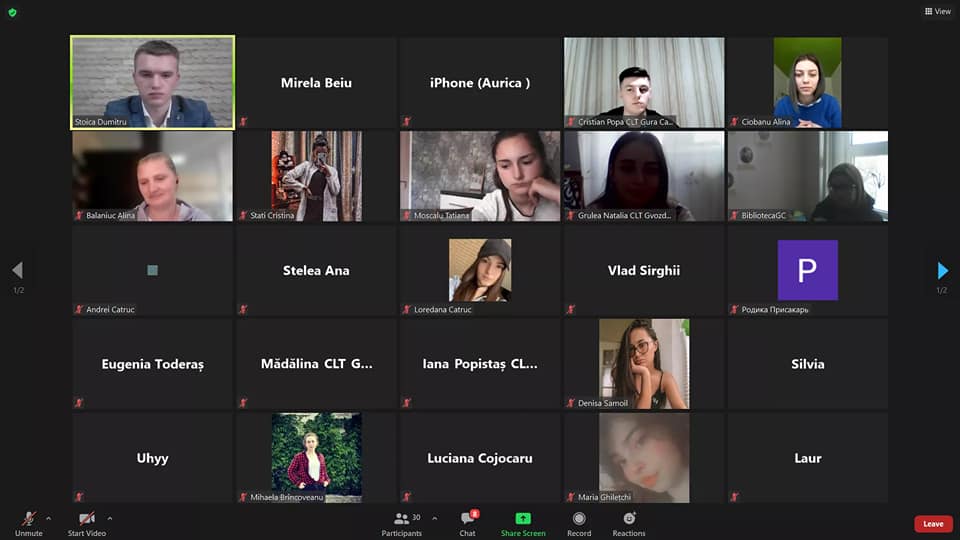 View
Stoica Dumitru
Mirela Beiu
iPhone (Aurica )
Cristian Popa CLT Gura Ca...
Ciobanu Alina
Balaniuc Alina
Stati Cristina
Moscalu Tatiana
Grulea Natalia CLT Gvozd...
BibliotecaGC
1/2
1/2
Andrei Catruc
Stelea Ana
Loredana Catruc
Vlad Sirghii
P
Родика Присакарь
Eugenia Toderaș
Mădălina CLT G...
Iana Popistaș CL...
Denisa Samoil
Silvia
Uhyy
Mihaela Brîncoveanu
Luciana Cojocaru
Maria Ghilețchi
Laur
Unmute
Start Video
Participants
30
Chat
8
Share Screen
Record
Reactions
Leave